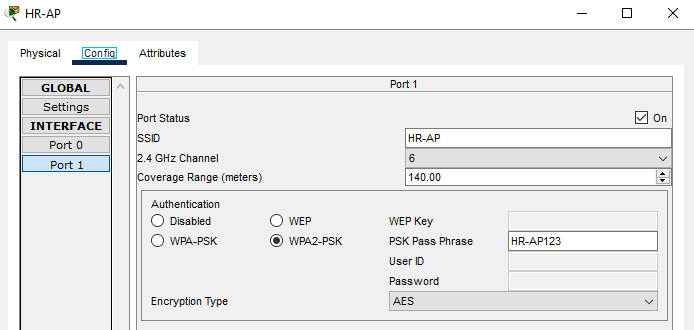 HR-AP
Physical Config Attributes
GLOBAL
Settings
INTERFACE
Port 0
Port 1
Port 1
Port Status On
SSID HR-AP
2.4 GHz Channel 6
Coverage Range (meters) 140.00
Authentication
Disabled WEP WEP Key
WPA-PSK WPA2-PSK PSK Pass Phrase HR-AP123
User ID
Password
Encryption Type AES